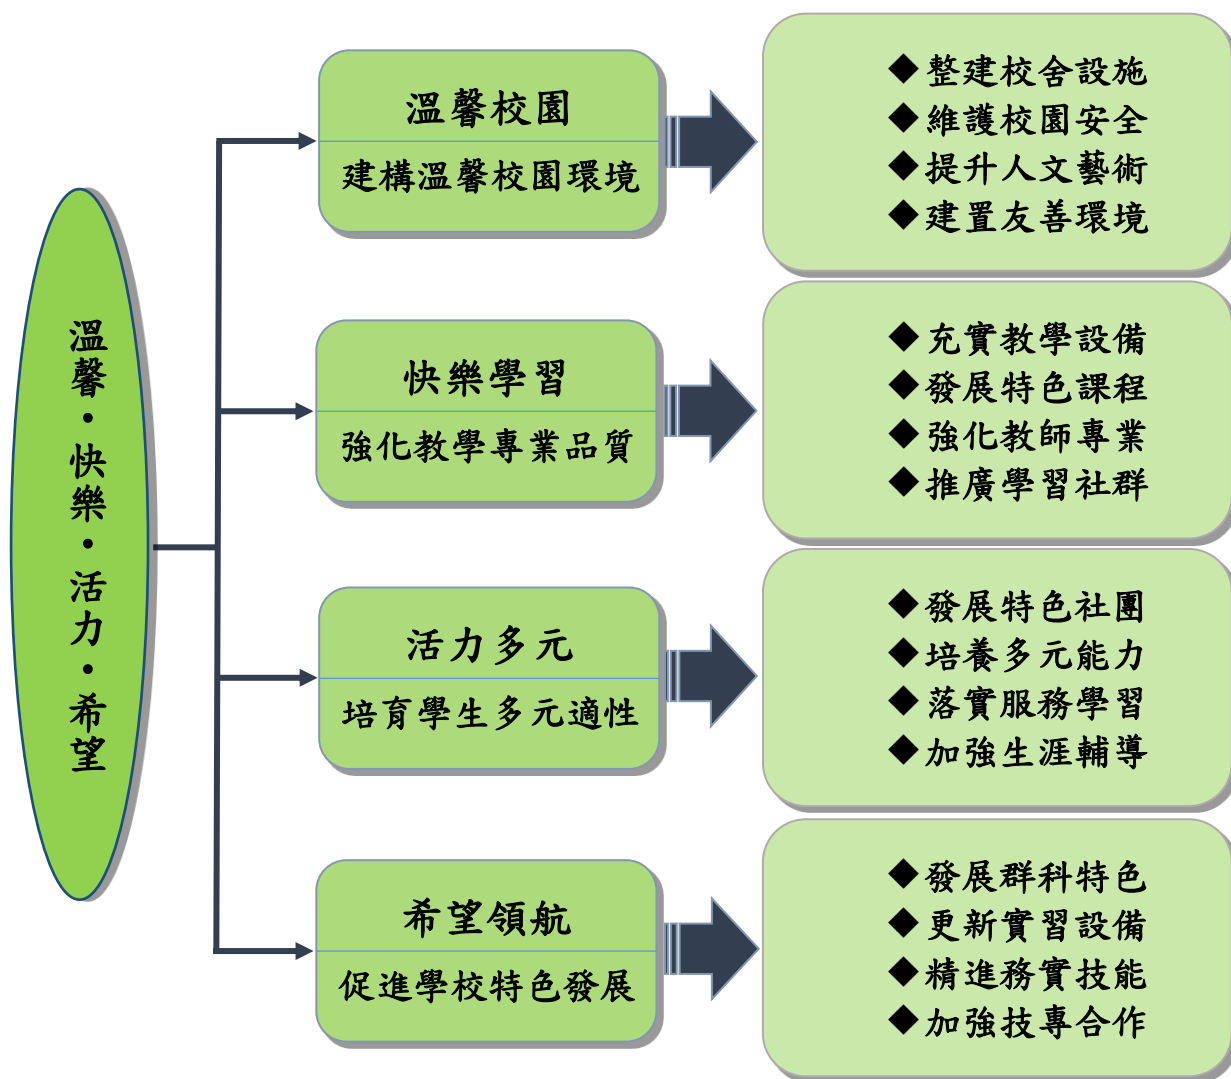 溫馨・快樂・活力・希望
溫馨校園
建構溫馨校園環境
◆整建校舍設施
◆維護校園安全
◆提升人文藝術
◆建置友善環境
快樂學習
強化教學專業品質
◆充實教學設備
◆發展特色課程
◆強化教師專業
◆推廣學習社群
活力多元
培育學生多元適性
◆發展特色社團
◆培養多元能力
◆落實服務學習
◆加強生涯輔導
希望領航
促進學校特色發展
◆發展群科特色
◆更新實習設備
◆精進務實技能
◆加強技專合作